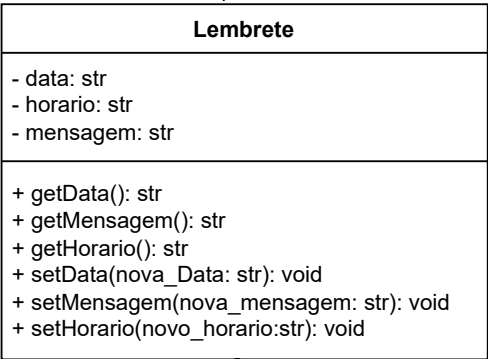 Lembrete
- data: str
- horario: str
- mensagem: str
+ getData(): str
+ getMensagem(): str
+ getHorario(): str
+ setData(nova_Data: str): void
+ setMensagem(nova_mensagem: str): void
+ setHorario(novo_horario:str): void